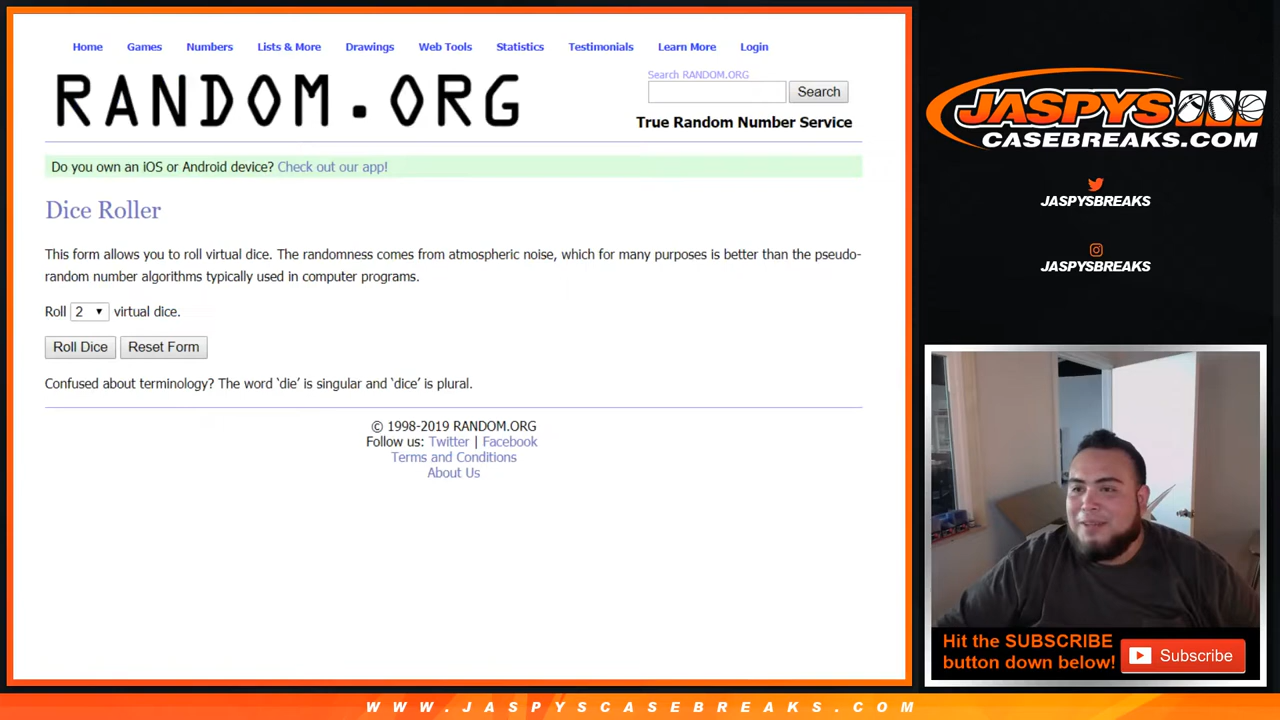 Home Games Numbers Lists & More Drawings Web Tools Statistics Testimonials Learn More Login
RANDOM.ORG
Search RANDOM.ORG
Search
True Random Number Service
Do you own an iOS or Android device? Check out our app!
Dice Roller
This form allows you to roll virtual dice. The randomness comes from atmospheric noise, which for many purposes is better than the pseudo-
random number algorithms typically used in computer programs.
Roll 2 virtual dice.
Roll Dice Reset Form
Confused about terminology? The word ‘die’ is singular and ‘dice’ is plural.
© 1998-2019 RANDOM.ORG
Follow us: Twitter | Facebook
Terms and Conditions
About Us
JASPYS
CASEBREAKS.COM
JASPYSBREAKS
JASPYSBREAKS
Hit the SUBSCRIBE
button down below!
Subscribe
WWW.JASPYSCASEBREAKS.COM